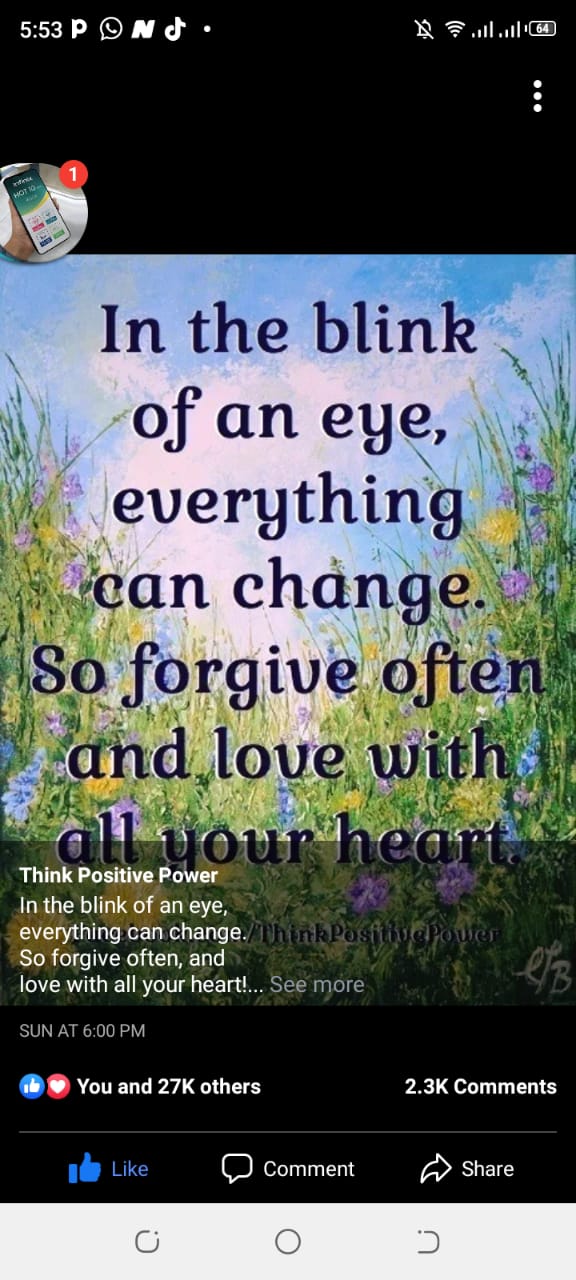 5:53
64
1
Infinix
HOT 10
In the blink
of an eye,
everything
can change.
So forgive often
and love with
all your heart.
Think Positive Power
In the blink of an eye,
everything can change.
/ThinkPositivePower
So forgive often, and
love with all your heart!... See more
SUN AT 6:00 PM
You and 27K others
2.3K Comments
Like
Comment
Share